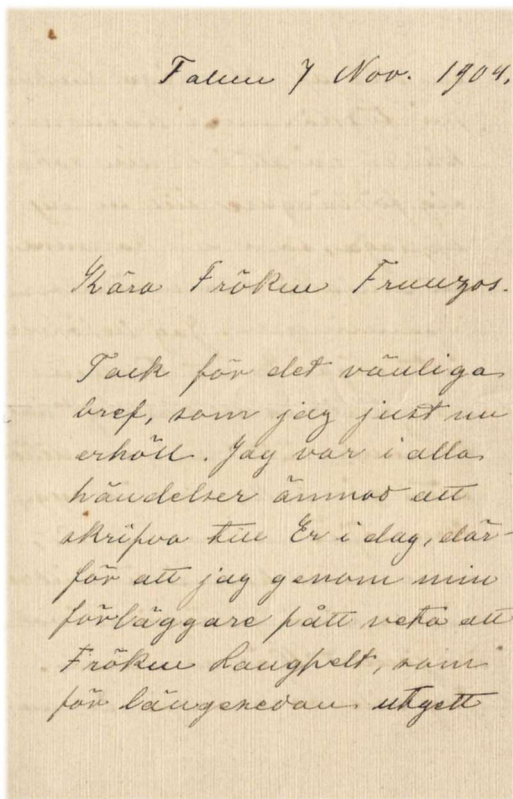 Falun 7 Nov. 1904.
Kära Fröken Franzos.
Tack för det vänliga
bref, som jag just nu
erhöll. Jag var i alla
händelser ämnad att
skrifva till Er i dag, där-
för att jag genom min
förläggare fått veta att
Fröken Langfelt, som
för längesedan utgett